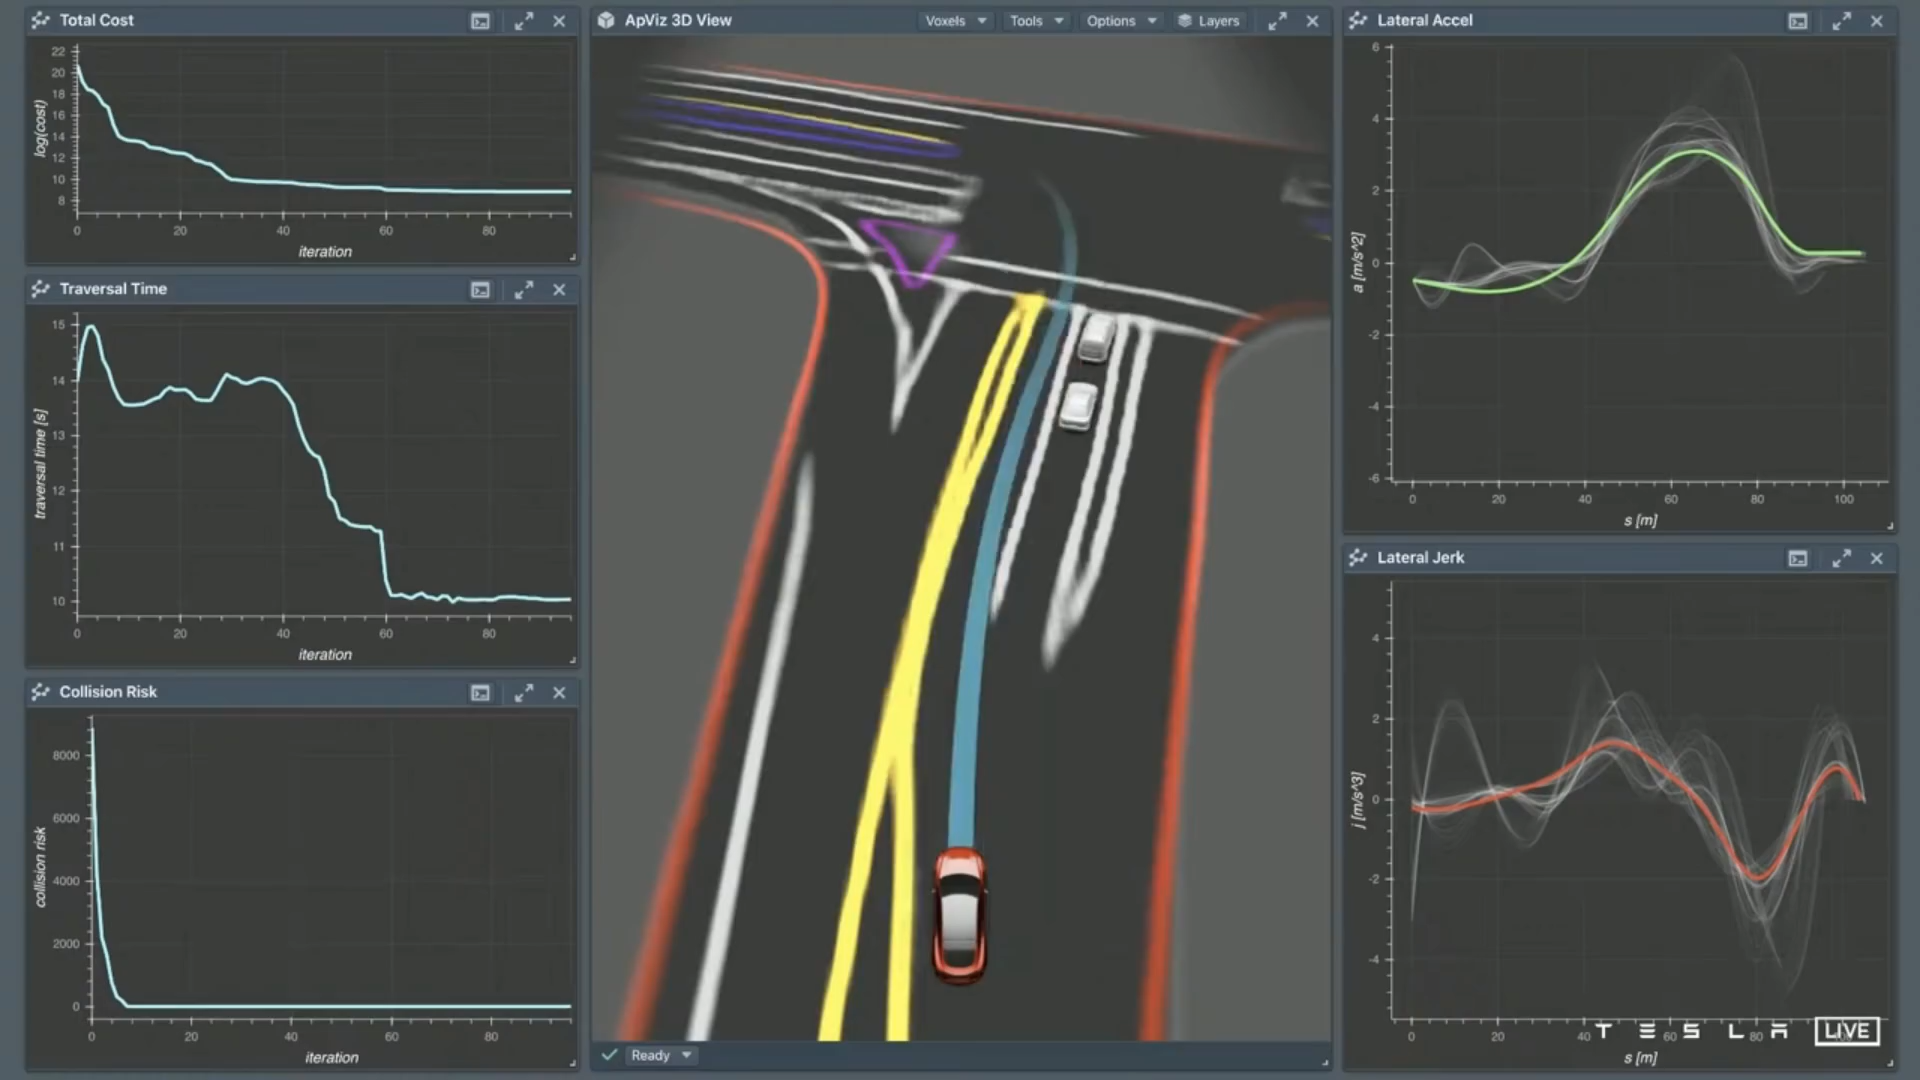 Total Cost
22
20
18
16
14
12
10
8
log(cost)
0 20 40 60 80
iteration
Traversal Time
15
14
13
12
11
10
traversal time [s]
0 20 40 60 80
iteration
Collision Risk
8000
6000
4000
2000
0
collision risk
0 20 40 60 80
iteration
ApViz 3D View Voxels Tools Options Layers
Ready
Lateral Accel
6
4
2
0
-2
-4
-6
a [m/s^2]
0 20 40 60 80 100
s [m]
Lateral Jerk
4
2
0
-2
-4
j [m/s^3]
0 20 40 60 80
s [m]
TESLA LIVE